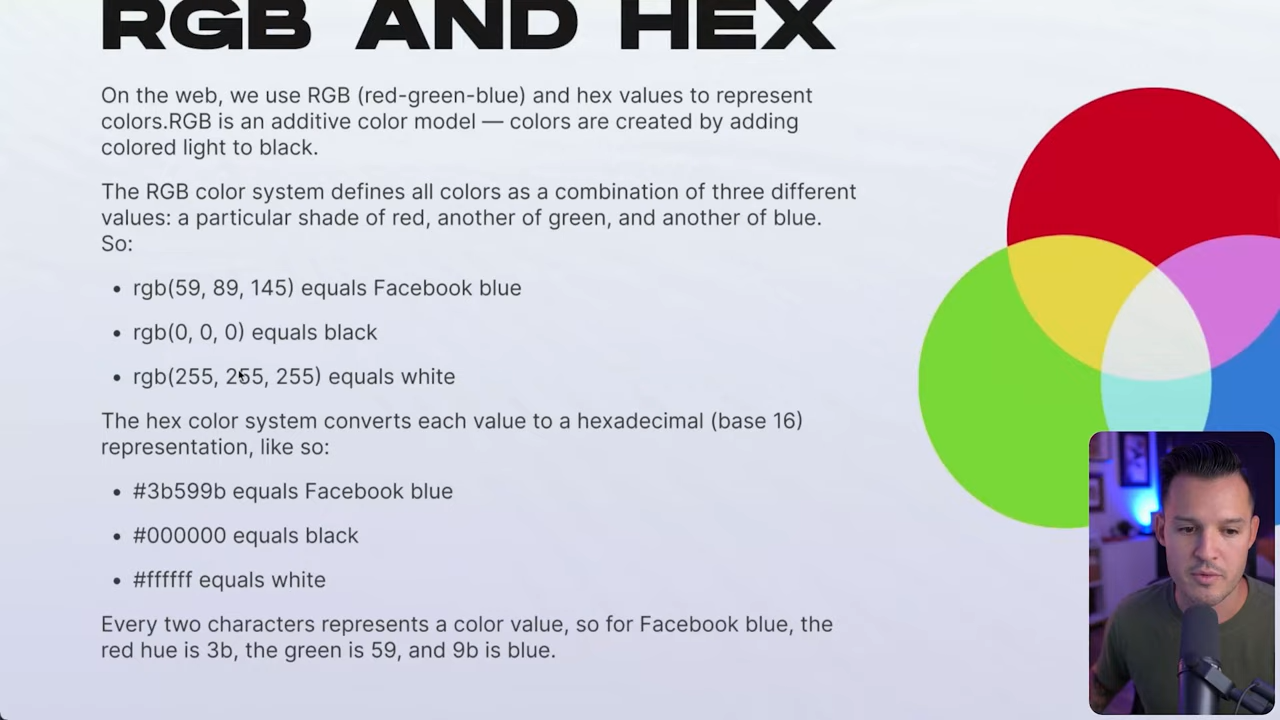 RGB AND HEX
On the web, we use RGB (red-green-blue) and hex values to represent
colors.RGB is an additive color model — colors are created by adding
colored light to black.
The RGB color system defines all colors as a combination of three different
values: a particular shade of red, another of green, and another of blue.
So:
• rgb(59, 89, 145) equals Facebook blue
• rgb(0, 0, 0) equals black
• rgb(255, 255, 255) equals white
The hex color system converts each value to a hexadecimal (base 16)
representation, like so:
• #3b599b equals Facebook blue
• #000000 equals black
• #ffffff equals white
Every two characters represents a color value, so for Facebook blue, the
red hue is 3b, the green is 59, and 9b is blue.